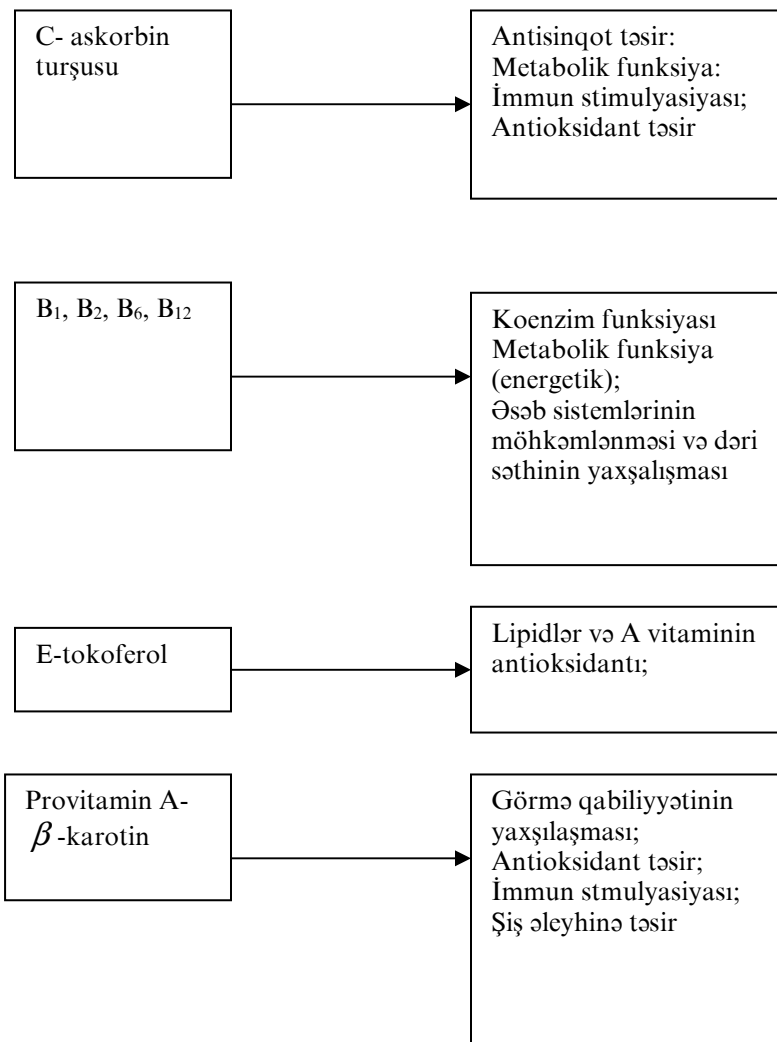 C- askorbin
turşusu
Antisinqot təsir:
Metabolik funksiya:
İmmun stimulyasiyası;
Antioksidant təsir
B₁, B₂, B₆, B₁₂
Koenzim funksiyası
Metabolik funksiya
(energetik);
Əsəb sistemlərinin
möhkəmlənməsi və dəri
səthinin yaxşalışması
E-tokoferol
Lipidlər və A vitaminin
antioksidantı;
Provitamin A-
β -karotin
Görmə qabiliyyətinin
yaxşılaşması;
Antioksidant təsir;
İmmun stmulyasiyası;
Şiş əleyhinə təsir